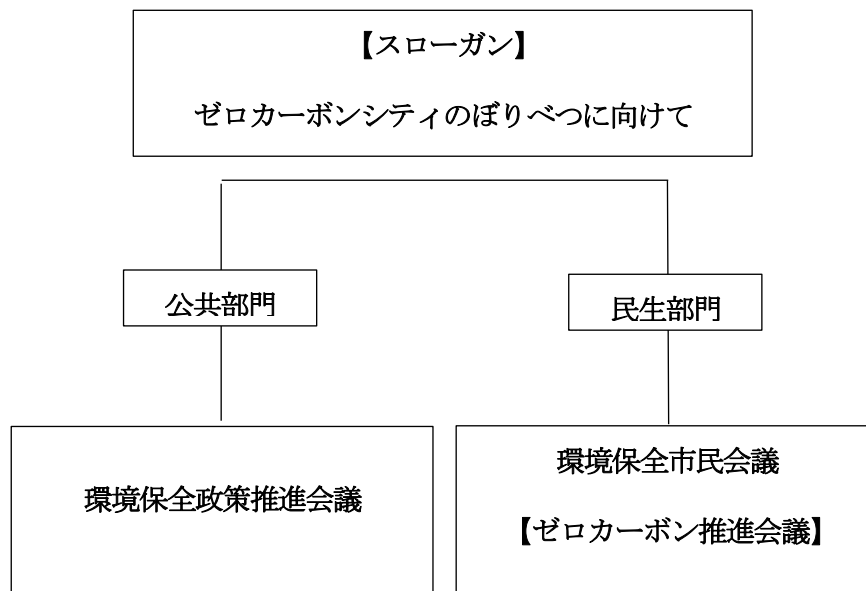 【スローガン】
ゼロカーボンシティのぼりべつに向けて
公共部門
民生部門
環境保全政策推進会議
環境保全市民会議
【ゼロカーボン推進会議】